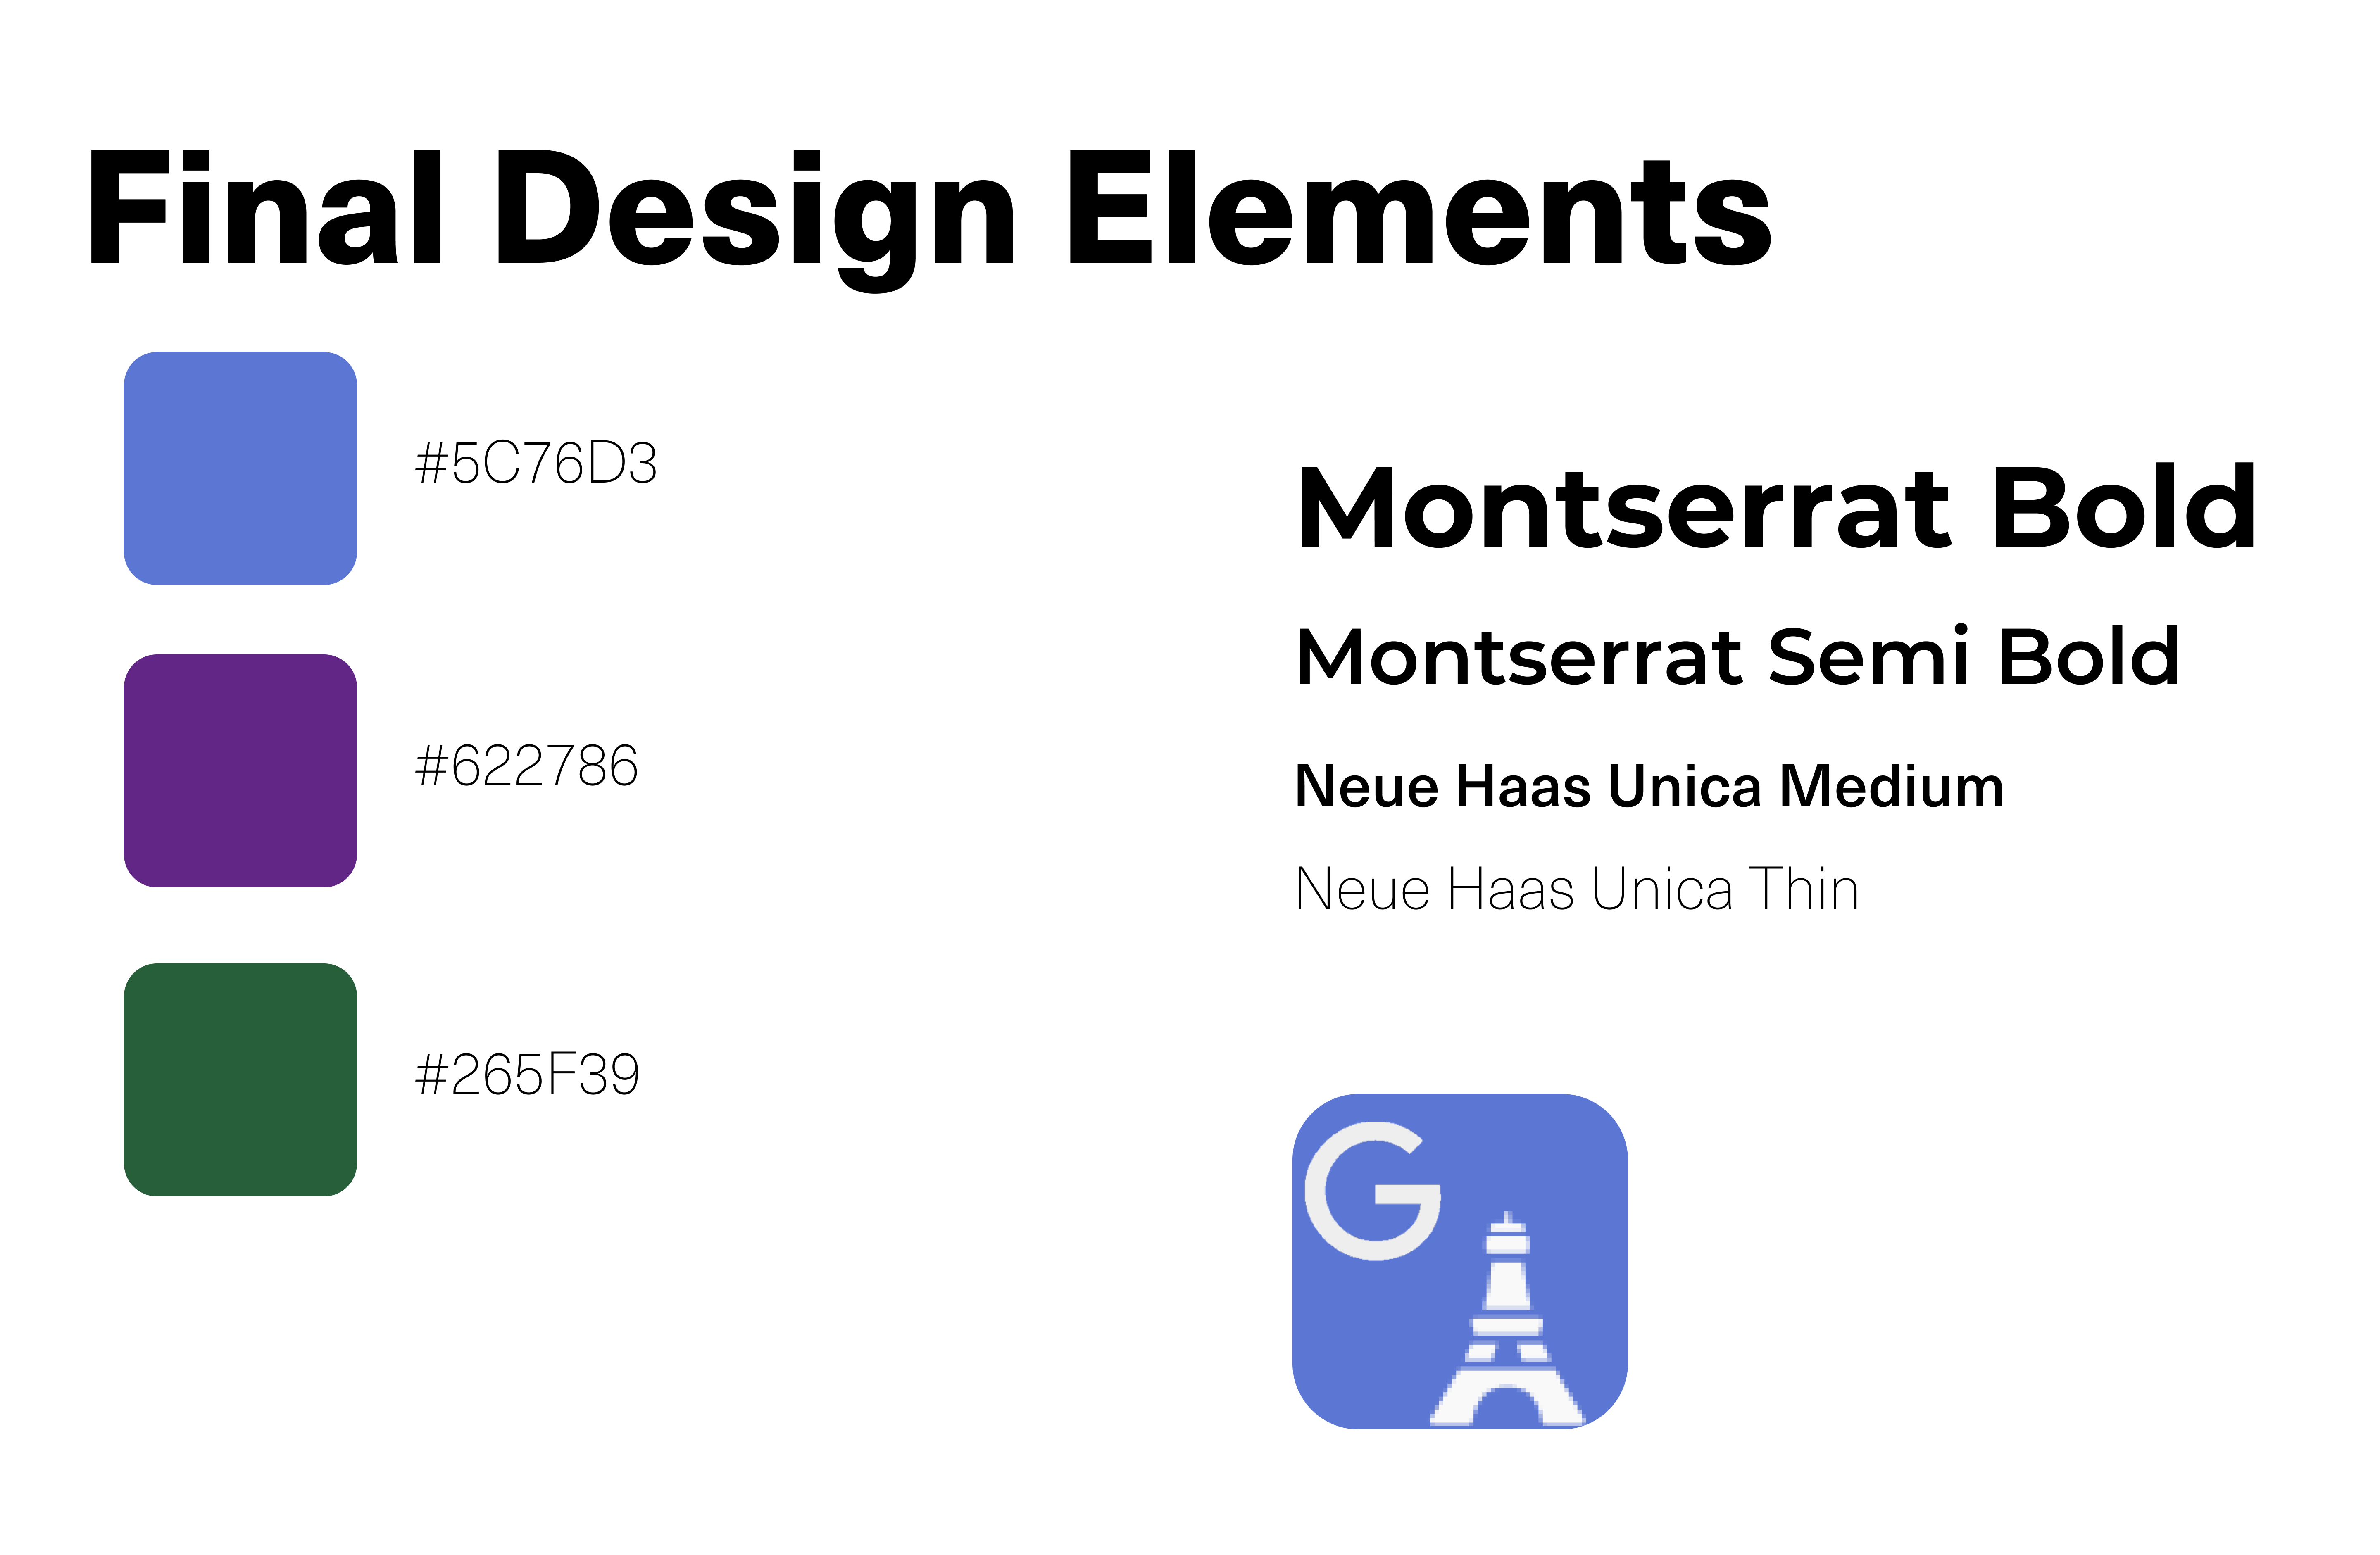 Final Design Elements
#5C76D3
#622786
#265F39
Montserrat Bold
Montserrat Semi Bold
Neue Haas Unica Medium
Neue Haas Unica Thin
G